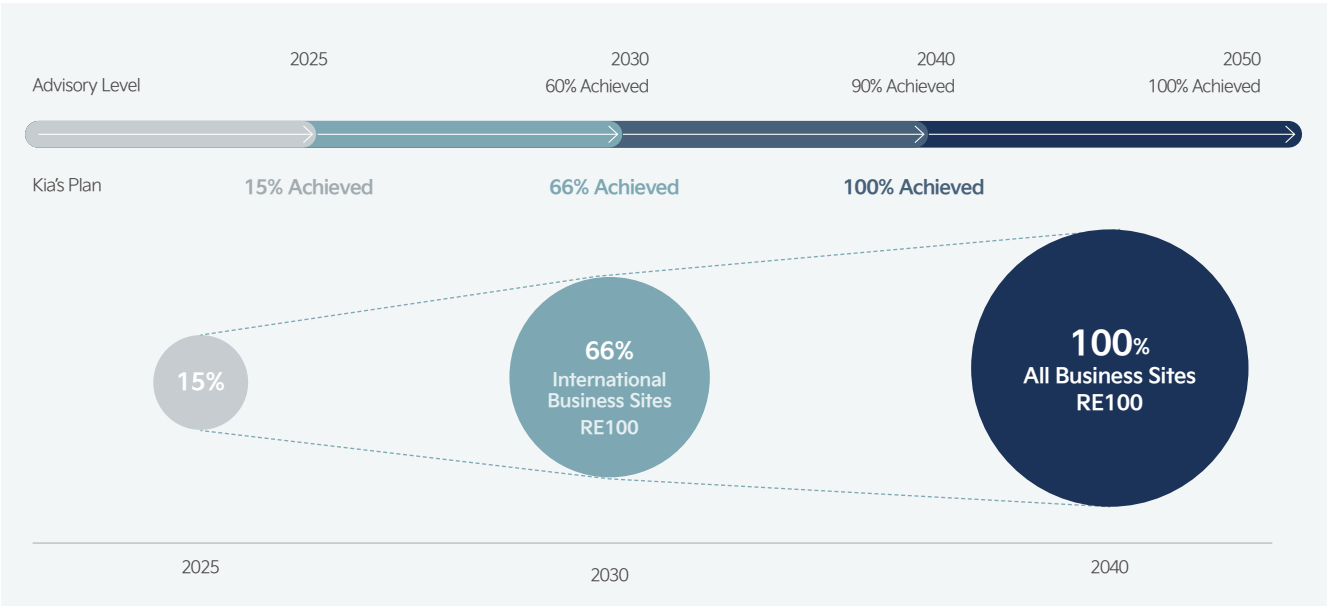 2025
2030
2040
2050
Advisory Level
60% Achieved
90% Achieved
100% Achieved
Kia's Plan
15% Achieved
66% Achieved
100% Achieved
15%
66%
International
Business Sites
RE100
100%
All Business Sites
RE100
2025
2030
2040